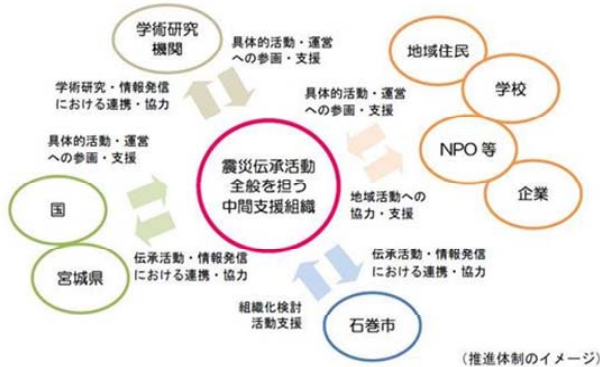 学術研究
機関
具体的活動・運営
への参画・支援
学術研究・情報発信
における連携・協力
地域住民
学校
NPO 等
企業
具体的活動・運営
への参画・支援
地域活動への
協力・支援
震災伝承活動
全般を担う
中間支援組織
具体的活動・運営
への参画・支援
国
宮城県
伝承活動・情報発信
における連携・協力
伝承活動・情報発信
における連携・協力
組織化検討
活動支援
石巻市
(推進体制のイメージ)